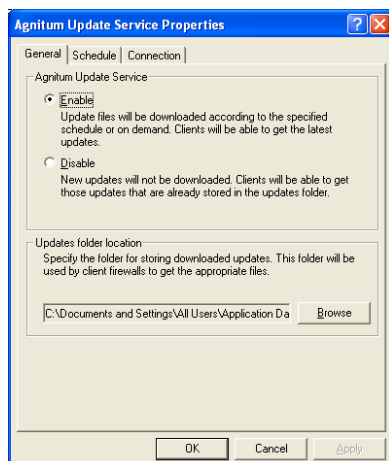 Agnitum Update Service Properties
General
Schedule
Connection
Agnitum Update Service
Enable
Update files will be downloaded according to the specified
schedule or on demand. Clients will be able to get the latest
updates.
Disable
New updates will not be downloaded. Clients will be able to get
those updates that are already stored in the updates folder.
Updates folder location
Specify the folder for storing downloaded updates. This folder will be
used by client firewalls to get the appropriate files.
C:\Documents and Settings\All Users\Application Da
Browse
OK
Cancel
Apply